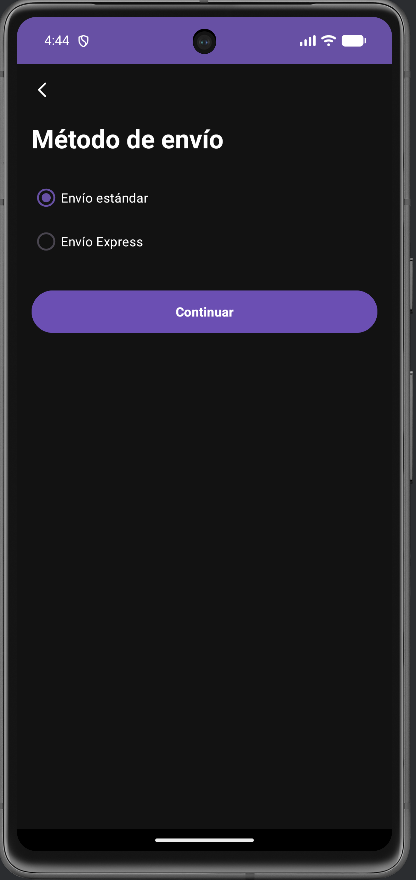 4:44
Método de envío
Envío estándar
Envío Express
Continuar